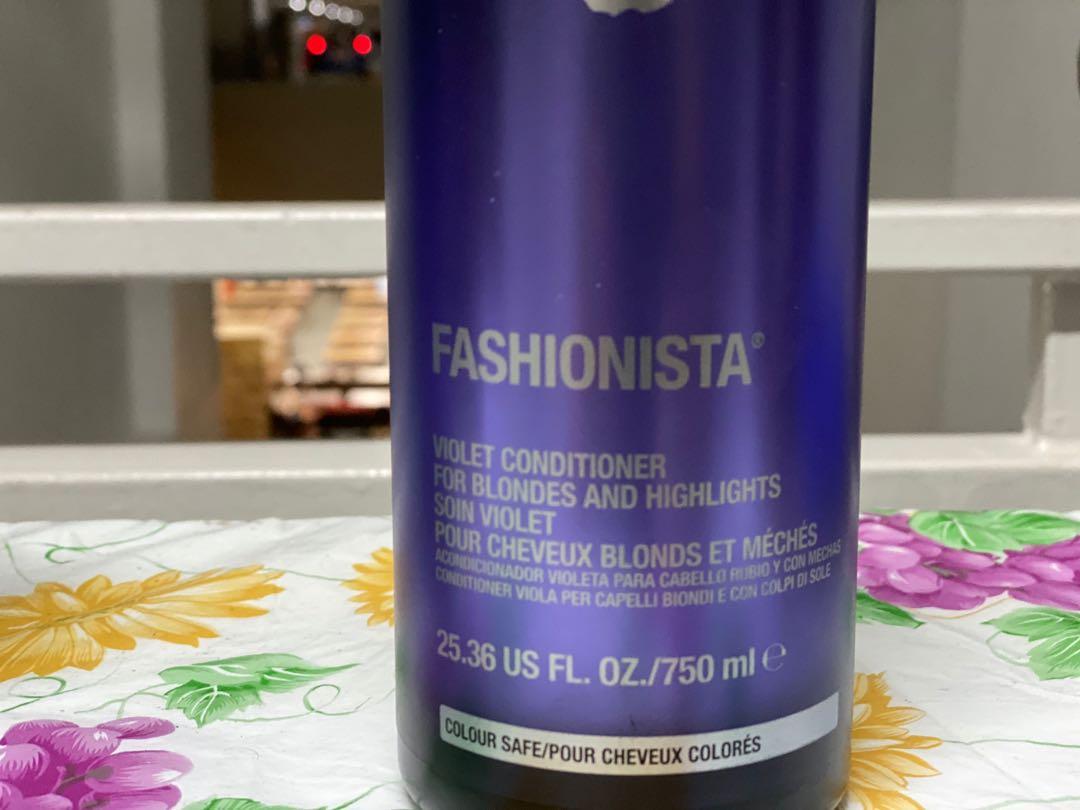 FASHIONISTA®
VIOLET CONDITIONER
FOR BLONDES AND HIGHLIGHTS
SOIN VIOLET
POUR CHEVEUX BLONDS ET MÉCHÉS
ACONDICIONADOR VIOLETA PARA CABELLO RUBIO Y CON MECHAS
CONDITIONER VIOLA PER CAPELLI BIONDI E CON COLPI DI SOLE
25.36 US FL. OZ./750 ml ℮
COLOUR SAFE/POUR CHEVEUX COLORÉS